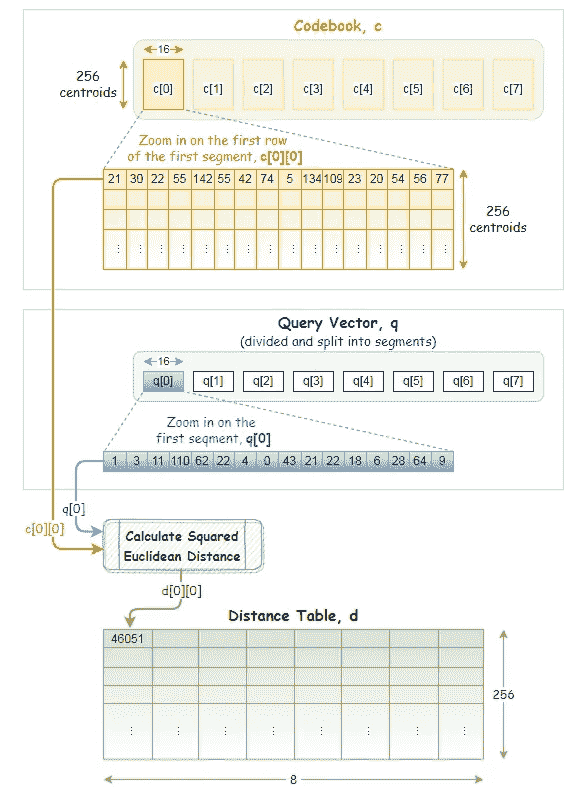 Codebook, c
16
256
centroids
c[0] c[1] c[2] c[3] c[4] c[5] c[6] c[7]
Zoom in on the first row
of the first segment, c[0][0]
21 30 22 55 142 55 42 74 5 134 109 23 20 54 56 77
256
centroids
⋮ ⋮ ⋮ ⋮ ⋮ ⋮ ⋮ ⋮ ⋮ ⋮ ⋮ ⋮ ⋮ ⋮ ⋮ ⋮
Query Vector, q
(divided and split into segments)
16
q[0] q[1] q[2] q[3] q[4] q[5] q[6] q[7]
Zoom in on the
first segment, q[0]
1 3 11 110 62 22 4 0 43 21 22 18 6 28 64 9
q[0]
c[0][0]
Calculate Squared
Euclidean Distance
d[0][0]
Distance Table, d
46051
256
⋮ ⋮ ⋮ ⋮ ⋮ ⋮ ⋮ ⋮
8